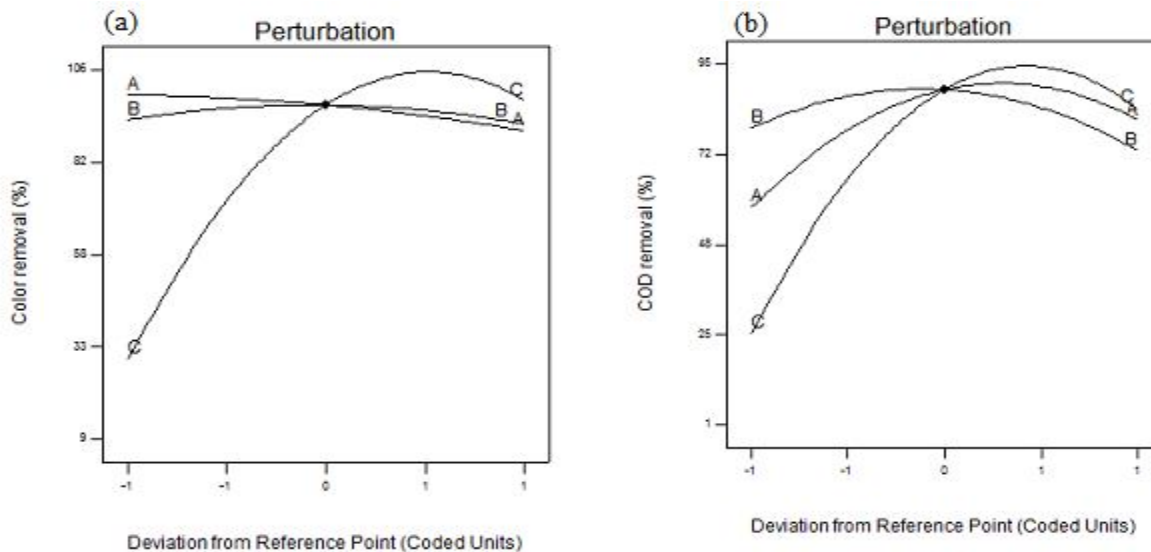 (a)
Perturbation
106
82
58
33
9
Color removal (%)
A
B
C
C
B
A
-1
-1
0
1
1
Deviation from Reference Point (Coded Units)
(b)
Perturbation
95
72
48
25
1
COD removal (%)
B
A
C
C
A
B
-1
-1
0
1
1
Deviation from Reference Point (Coded Units)